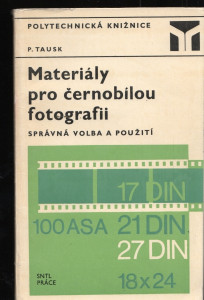 POLYTECHNICKÁ KNIŽNICE
P. TAUSK
Materiály
pro černobílou
fotografii
SPRÁVNÁ VOLBA A POUŽITÍ
17 DIN
100 ASA 21 DIN
27 DIN
SNTL
PRÁCE
18x24